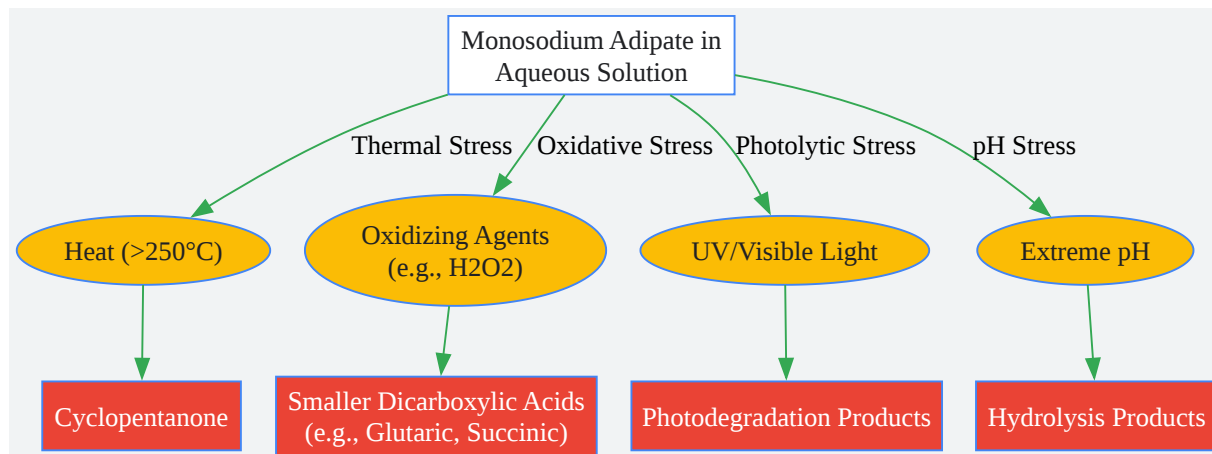 Monosodium Adipate in
Aqueous Solution
Thermal Stress
Oxidative Stress
Photolytic Stress
pH Stress
Heat (>250°C)
Oxidizing Agents
(e.g., H2O2)
UV/Visible Light
Extreme pH
Cyclopentanone
Smaller Dicarboxylic Acids
(e.g., Glutaric, Succinic)
Photodegradation Products
Hydrolysis Products